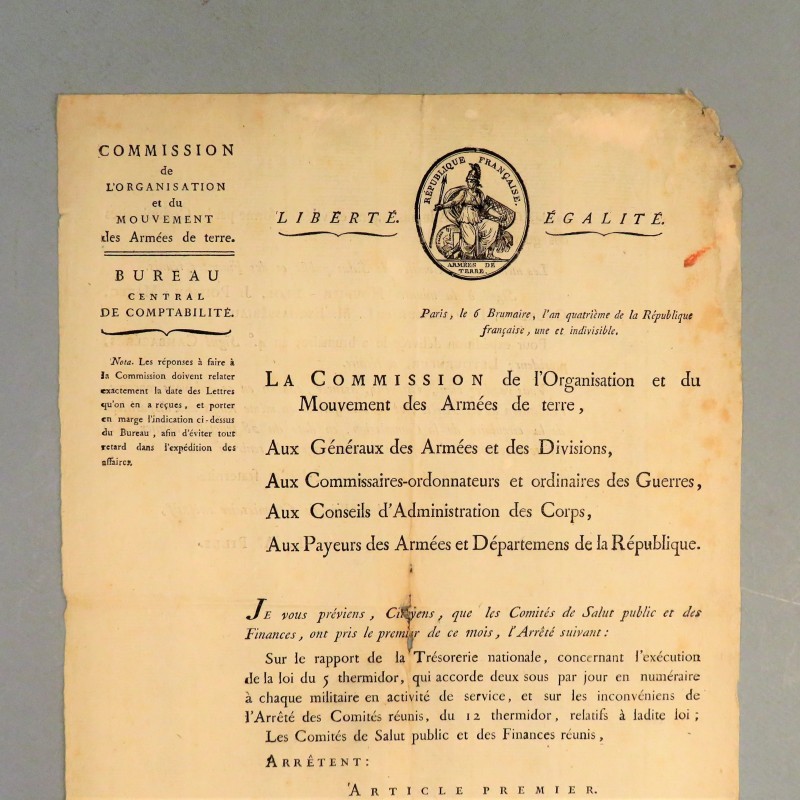 COMMISSION
de
L'ORGANISATION
et du
MOUVEMENT
des Armées de terre.
BUREAU
CENTRAL
DE COMPTABILITÉ.
Nota. Les réponses à faire à
la Commission doivent relater
exactement la date des Lettres
qu'on en a reçues, et porter
en marge l'indication ci-dessus
du Bureau, afin d'éviter tout
retard dans l'expédition des
affaires.
LIBERTÉ.
RÉPUBLIQUE FRANÇAISE.
ARMÉES DE
TERRE.
ÉGALITÉ.
Paris, le 6 Brumaire, l'an quatrième de la République
française, une et indivisible.
LA COMMISSION de l'Organisation et du
Mouvement des Armées de terre,
Aux Généraux des Armées et des Divisions,
Aux Commissaires-ordonnateurs et ordinaires des Guerres,
Aux Conseils d'Administration des Corps,
Aux Payeurs des Armées et Départemens de la République.
JE vous préviens, Citoyens, que les Comités de Salut public et des
Finances, ont pris le premier de ce mois, l'Arrêté suivant:
Sur le rapport de la Trésorerie nationale, concernant l'exécution
de la loi du 5 thermidor, qui accorde deux sous par jour en numéraire
à chaque militaire en activité de service, et sur les inconvéniens de
l'Arrêté des Comités réunis, du 12 thermidor, relatifs à ladite loi;
Les Comités de Salut public et des Finances réunis,
ARRÊTENT:
ARTICLE PREMIER.